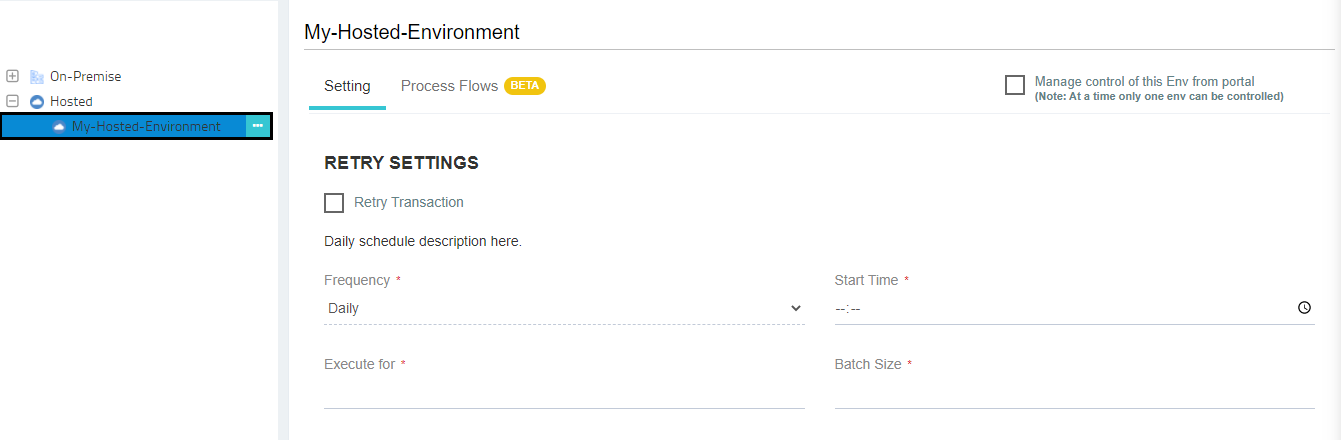 My-Hosted-Environment
On-Premise
Hosted
My-Hosted-Environment
Setting
Process Flows BETA
Manage control of this Env from portal
(Note: At a time only one env can be controlled)
RETRY SETTINGS
Retry Transaction
Daily schedule description here.
Frequency *
Start Time *
Daily
--:--
Execute for *
Batch Size *